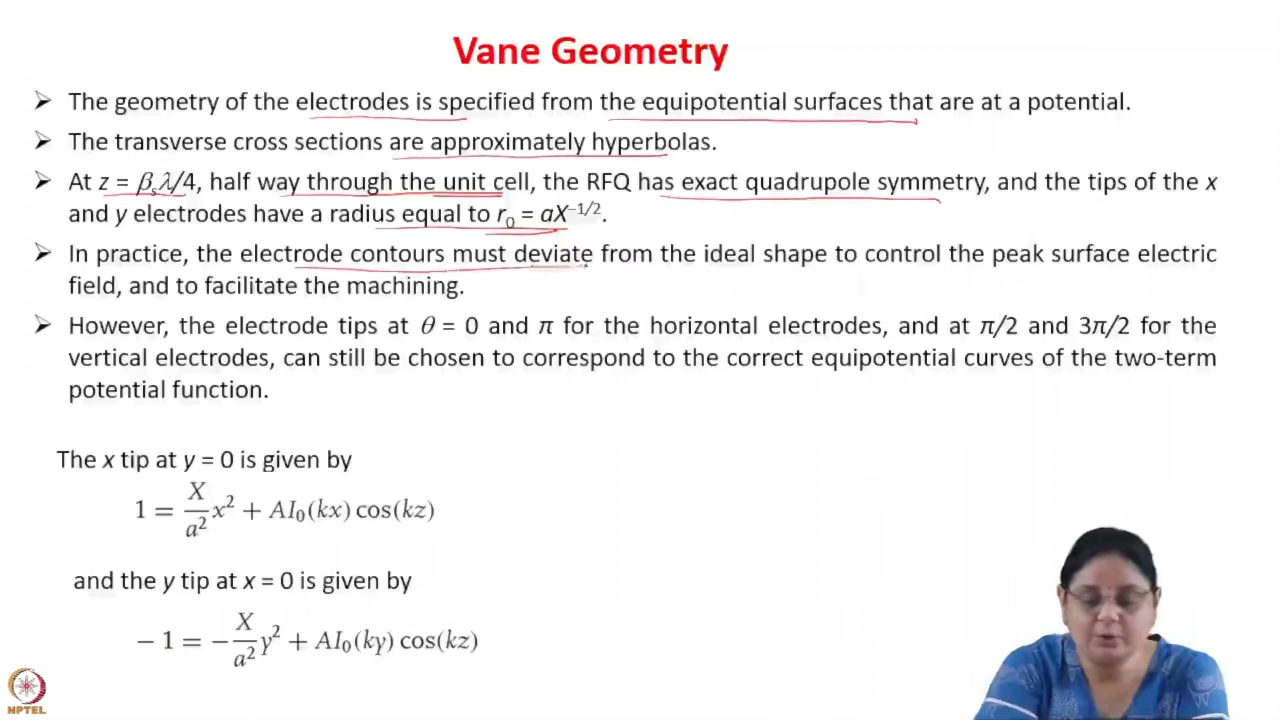 Vane Geometry
➢ The geometry of the electrodes is specified from the equipotential surfaces that are at a potential.
➢ The transverse cross sections are approximately hyperbolas.
➢ At z = βₛλ/4, half way through the unit cell, the RFQ has exact quadrupole symmetry, and the tips of the x
and y electrodes have a radius equal to r₀ = aX⁻¹/².
➢ In practice, the electrode contours must deviate from the ideal shape to control the peak surface electric
field, and to facilitate the machining.
➢ However, the electrode tips at θ = 0 and π for the horizontal electrodes, and at π/2 and 3π/2 for the
vertical electrodes, can still be chosen to correspond to the correct equipotential curves of the two-term
potential function.
The x tip at y = 0 is given by
1 = X/a² x² + AI₀(kx) cos(kz)
and the y tip at x = 0 is given by
− 1 = − X/a² y² + AI₀(ky) cos(kz)
NPTEL